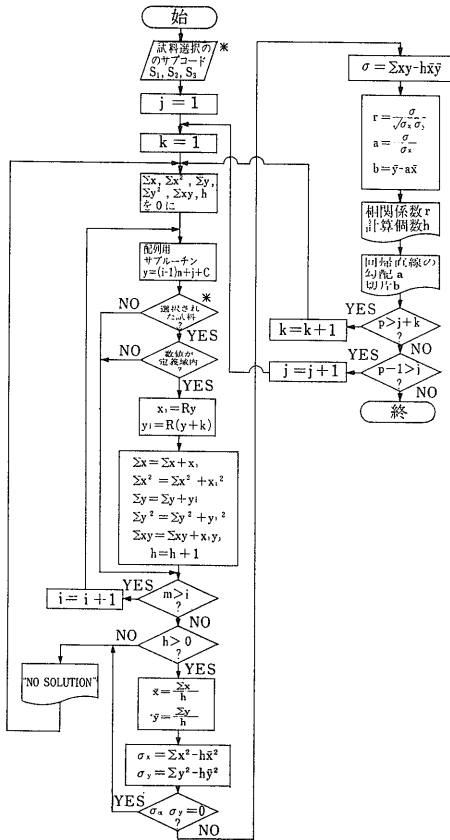 始
試料選択の
のサブコード
S₁, S₂, S₃
*
j = 1
k = 1
Σx, Σx², Σy,
Σy², Σxy, h
を0に
配列用
サブルーチン
y=(i-1)n+j+C
*
NO
選択され
た試料
?
YES
NO
数値が
定義域内
?
YES
xᵢ=Ry
yᵢ=R(y+k)
Σx=Σx+xᵢ
Σx²=Σx²+xᵢ²
Σy=Σy+yᵢ
Σy²=Σy²+yᵢ²
Σxy=Σxy+xᵢyᵢ
h=h+1
i=i+1
YES
m>i
?
NO
NO
h>0
?
YES
"NO SOLUTION"
x̄=Σx/h
ȳ=Σy/h
σx=Σx²-hx̄²
σy=Σy²-hȳ²
YES
σx σy=0
?
NO
σ=Σxy-hx̄ȳ
r=σ/√σxσy
a=σ/σx
b=ȳ-ax̄
相関係数r
計算個数h
回帰直線の
勾配a
切片b
k=k+1
YES
p>j+k
?
NO
j=j+1
YES
p-1>j
?
NO
終